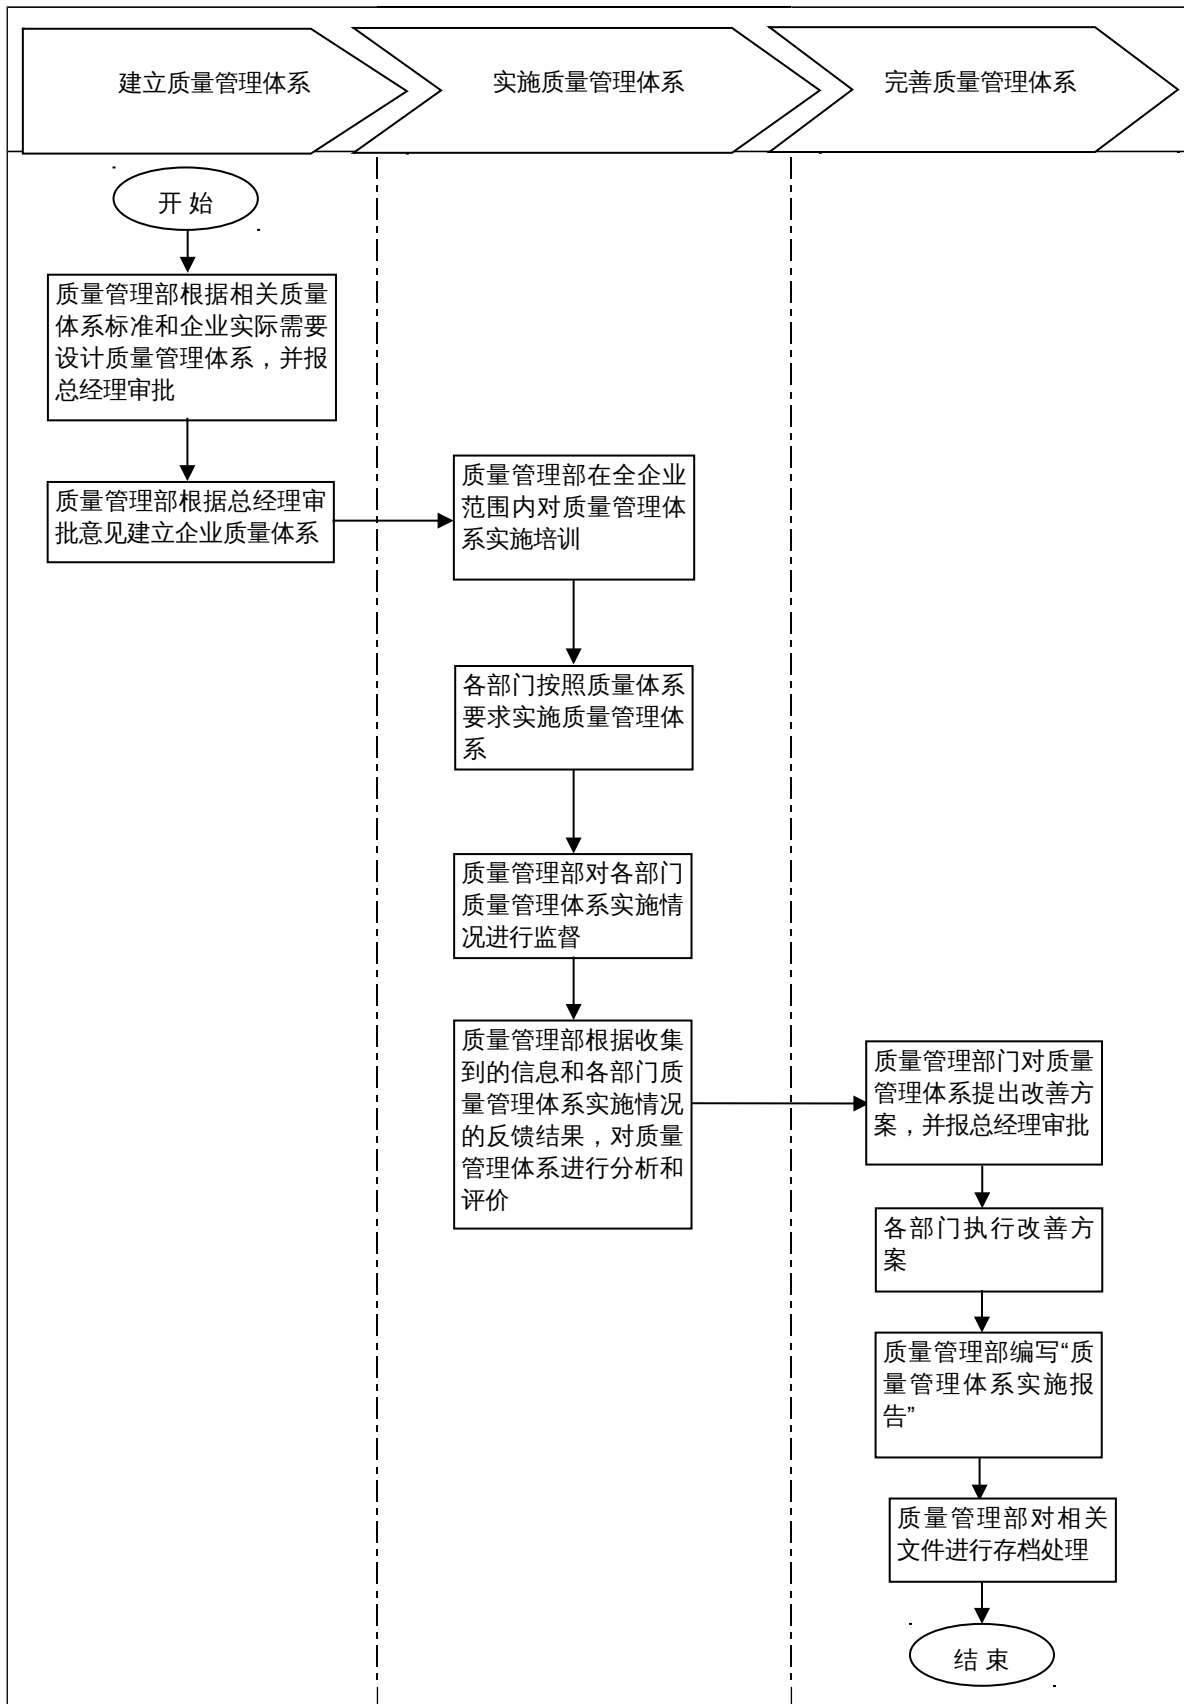 建立质量管理体系
实施质量管理体系
完善质量管理体系
开 始
质量管理部根据相关质量
体系标准和企业实际需要
设计质量管理体系，并报
总经理审批
质量管理部根据总经理审
批意见建立企业质量体系
质量管理部在全企业
范围内对质量管理体
系实施培训
各部门按照质量体系
要求实施质量管理体
系
质量管理部对各部门
质量管理体系实施情
况进行监督
质量管理部根据收集
到的信息和各部门质
量管理体系实施情况
的反馈结果，对质量
管理体系进行分析和
评价
质量管理部门对质量
管理体系提出改善方
案，并报总经理审批
各部门执行改善方
案
质量管理部编写“质
量管理体系实施报
告”
质量管理部对相关
文件进行存档处理
结 束